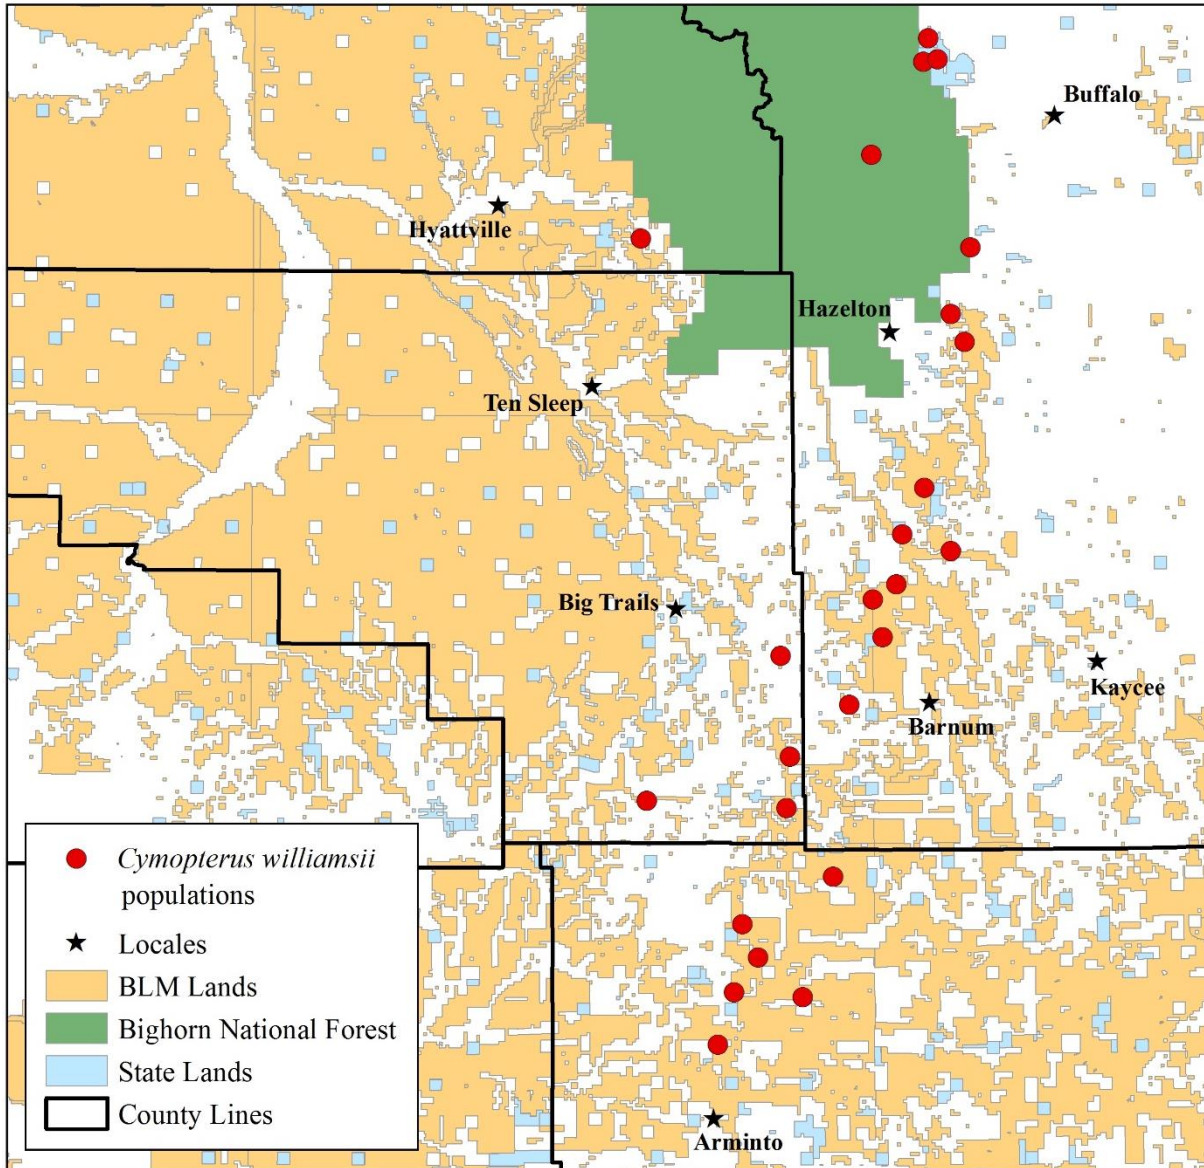 Buffalo
Hyattville
Hazelton
Ten Sleep
Big Trails
Kaycee
Barnum
Cymopterus williamsii
populations
Locales
BLM Lands
Bighorn National Forest
State Lands
County Lines
Arminto